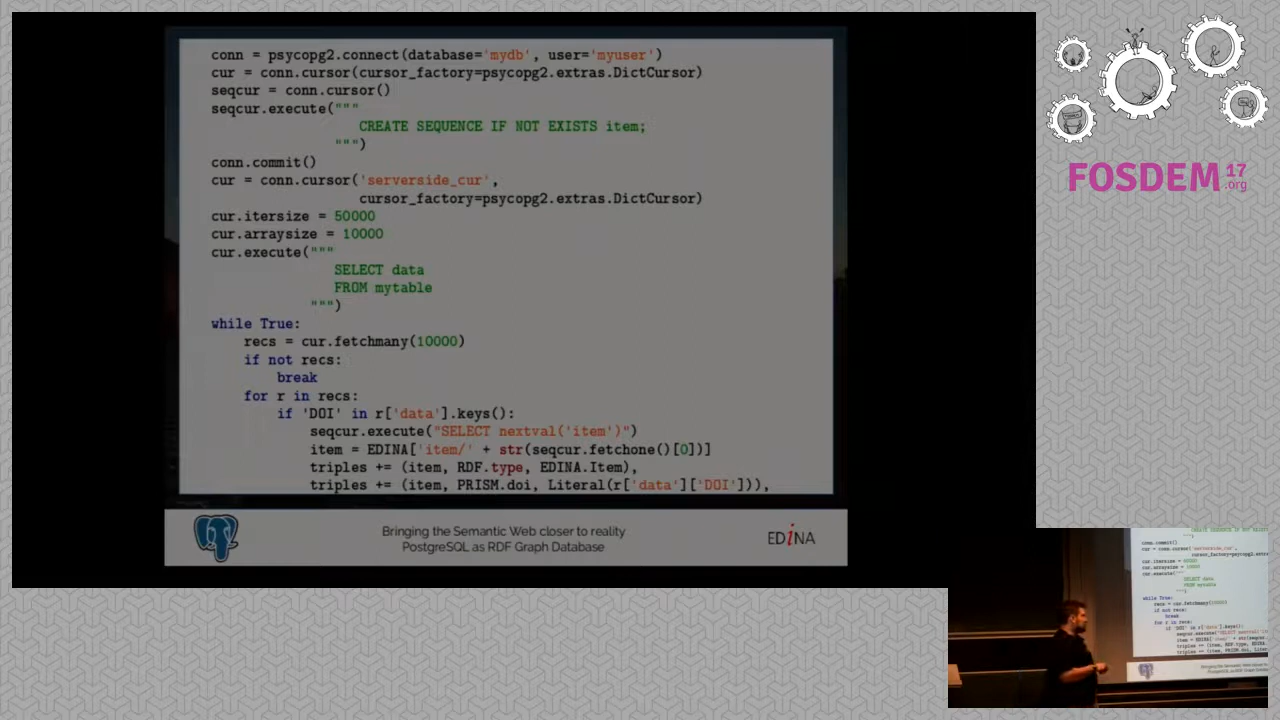 conn = psycopg2.connect(database='mydb', user='myuser')
cur = conn.cursor(cursor_factory=psycopg2.extras.DictCursor)
seqcur = conn.cursor()
seqcur.execute("""
CREATE SEQUENCE IF NOT EXISTS item;
""")
conn.commit()
cur = conn.cursor('serverside_cur',
cursor_factory=psycopg2.extras.DictCursor)
cur.itersize = 50000
cur.arraysize = 10000
cur.execute("""
SELECT data
FROM mytable
""")
while True:
recs = cur.fetchmany(10000)
if not recs:
break
for r in recs:
if 'DOI' in r['data'].keys():
seqcur.execute("SELECT nextval('item')")
item = EDINA['item/' + str(seqcur.fetchone()[0])]
triples += (item, RDF.type, EDINA.Item),
triples += (item, PRISM.doi, Literal(r['data']['DOI'])),
Bringing the Semantic Web closer to reality
PostgreSQL as RDF Graph Database
EDINA
FOSDEM 17
.org